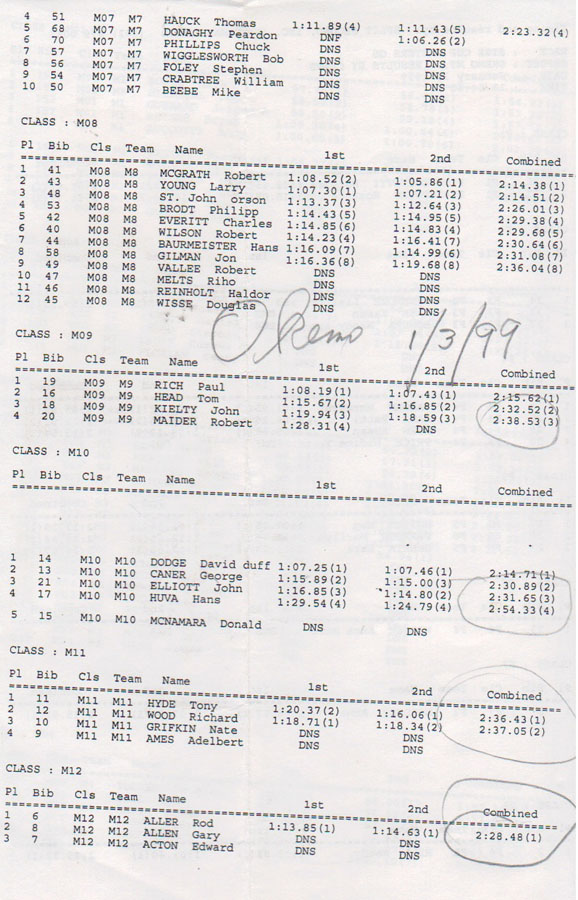 4 51 M07 M7 HAUCK Thomas 1:11.89(4) 1:11.43(5) 2:23.32(4)
5 68 M07 M7 DONAGHY Peardon DNF 1:06.26(2)
6 70 M07 M7 PHILLIPS Chuck DNS DNS
7 57 M07 M7 WIGGLESWORTH Bob DNS DNS
8 56 M07 M7 FOLEY Stephen DNS DNS
9 54 M07 M7 CRABTREE William DNS DNS
10 50 M07 M7 BEEBE Mike DNS DNS
CLASS : M08
Pl Bib Cls Team Name 1st 2nd Combined
1 41 M08 M8 MCGRATH Robert 1:08.52(2) 1:05.86(1) 2:14.38(1)
2 43 M08 M8 YOUNG Larry 1:07.30(1) 1:07.21(2) 2:14.51(2)
3 48 M08 M8 ST. John orson 1:13.37(3) 1:12.64(3) 2:26.01(3)
4 53 M08 M8 BRODT Philipp 1:14.43(5) 1:14.95(5) 2:29.38(4)
5 42 M08 M8 EVERITT Charles 1:14.85(6) 1:14.83(4) 2:29.68(5)
6 40 M08 M8 WILSON Robert 1:14.23(4) 1:16.41(7) 2:30.64(6)
7 44 M08 M8 BAURMEISTER Hans 1:16.09(7) 1:14.99(6) 2:31.08(7)
8 58 M08 M8 GILMAN Jon 1:16.36(8) 1:19.68(8) 2:36.04(8)
9 49 M08 M8 VALLEE Robert DNS DNS
10 47 M08 M8 MELTS Riho DNS DNS
11 46 M08 M8 REINHOLT Haldor DNS DNS
12 45 M08 M8 WISSE Douglas DNS DNS
Okemo 1/3/99
CLASS : M09
Pl Bib Cls Team Name 1st 2nd Combined
1 19 M09 M9 RICH Paul 1:08.19(1) 1:07.43(1) 2:15.62(1)
2 16 M09 M9 HEAD Tom 1:15.67(2) 1:16.85(2) 2:32.52(2)
3 18 M09 M9 KIELTY John 1:19.94(3) 1:18.59(3) 2:38.53(3)
4 20 M09 M9 MAIDER Robert 1:28.31(4) DNS
CLASS : M10
Pl Bib Cls Team Name 1st 2nd Combined
1 14 M10 M10 DODGE David duff 1:07.25(1) 1:07.46(1) 2:14.71(1)
2 13 M10 M10 CANER George 1:15.89(2) 1:15.00(3) 2:30.89(2)
3 21 M10 M10 ELLIOTT John 1:16.85(3) 1:14.80(2) 2:31.65(3)
4 17 M10 M10 HUVA Hans 1:29.54(4) 1:24.79(4) 2:54.33(4)
5 15 M10 M10 MCNAMARA Donald DNS DNS
CLASS : M11
Pl Bib Cls Team Name 1st 2nd Combined
1 11 M11 M11 HYDE Tony 1:20.37(2) 1:16.06(1) 2:36.43(1)
2 12 M11 M11 WOOD Richard 1:18.71(1) 1:18.34(2) 2:37.05(2)
3 10 M11 M11 GRIFKIN Nate DNS DNS
4 9 M11 M11 AMES Adelbert DNS DNS
CLASS : M12
Pl Bib Cls Team Name 1st 2nd Combined
1 6 M12 M12 ALLER Rod 1:13.85(1) 1:14.63(1) 2:28.48(1)
2 8 M12 M12 ALLEN Gary DNS DNS
3 7 M12 M12 ACTON Edward DNS DNS